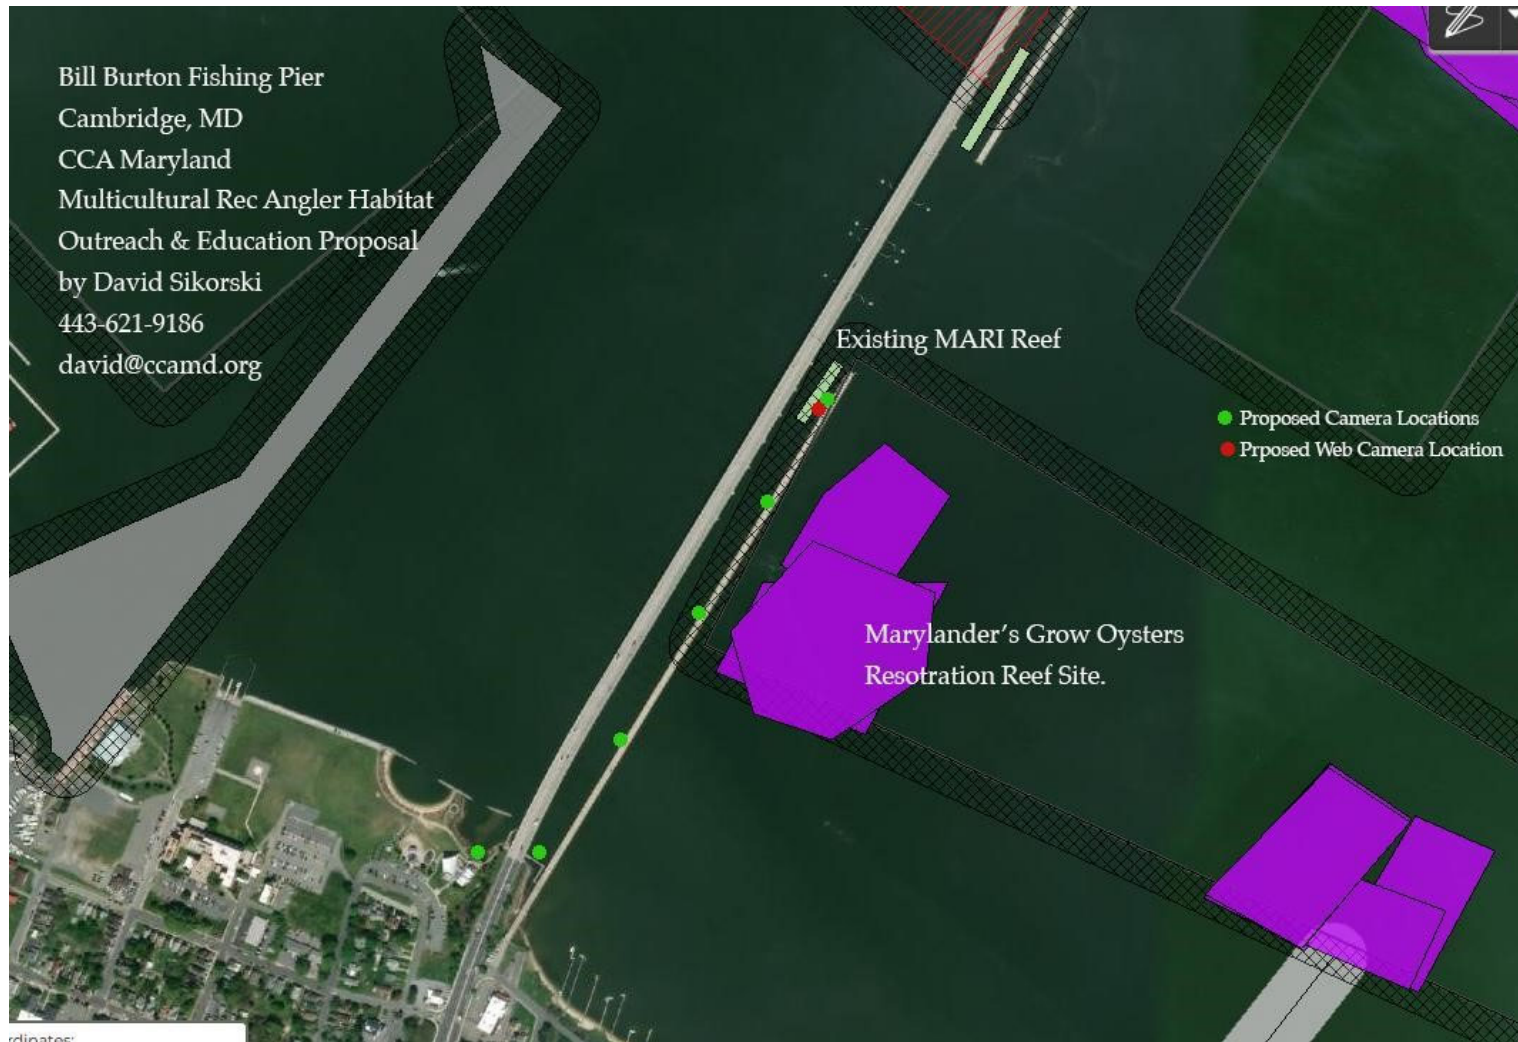 Bill Burton Fishing Pier
Cambridge, MD
CCA Maryland
Multicultural Rec Angler Habitat
Outreach & Education Proposal
by David Sikorski
443-621-9186
david@ccamd.org
Existing MARI Reef
Proposed Camera Locations
Prposed Web Camera Location
Marylander’s Grow Oysters
Resotration Reef Site.
rdinates: